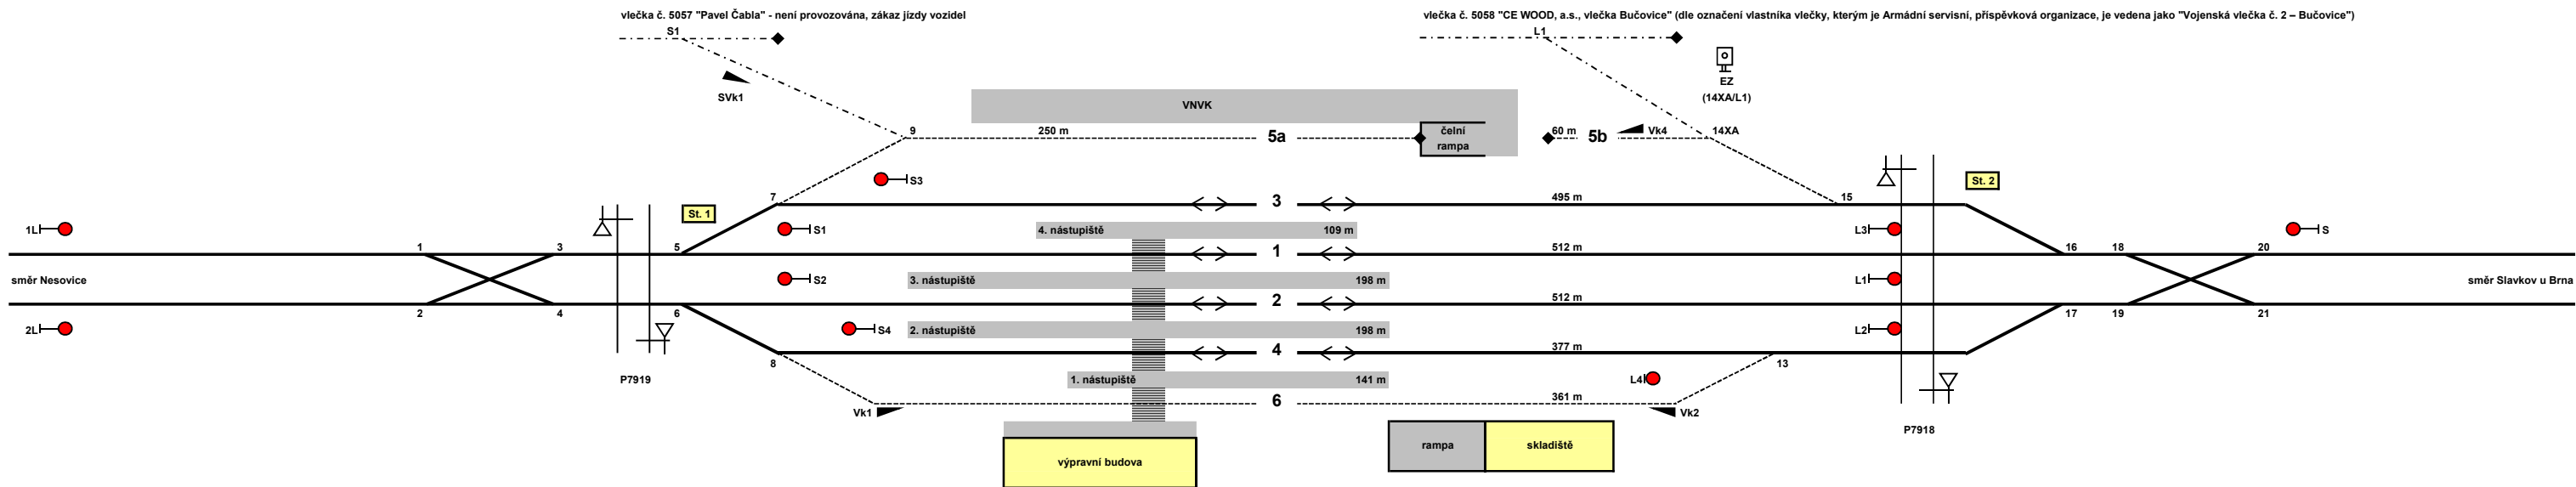 vlečka č. 5057 "Pavel Čabla" - není provozována, zákaz jízdy vozidel
vlečka č. 5058 "CE WOOD, a.s., vlečka Bučovice" (dle označení vlastníka vlečky, kterým je Armádní servisní, příspěvková organizace, je vedena jako "Vojenská vlečka č. 2 – Bučovice")
S1
L1
EZ
(14XA/L1)
SVk1
VNVK
9
250 m
5a
čelní
rampa
60 m
5b
Vk4
14XA
S3
St. 2
7
3
495 m
15
St. 1
1L
S1
4. nástupiště
109 m
L3
S
1
3
5
1
512 m
16
18
20
směr Nesovice
S2
3. nástupiště
198 m
L1
směr Slavkov u Brna
2
4
6
2
512 m
17
19
21
2L
S4
2. nástupiště
198 m
L2
8
4
377 m
13
P7919
1. nástupiště
141 m
L4
Vk1
6
361 m
Vk2
P7918
rampa
skladiště
výpravní budova